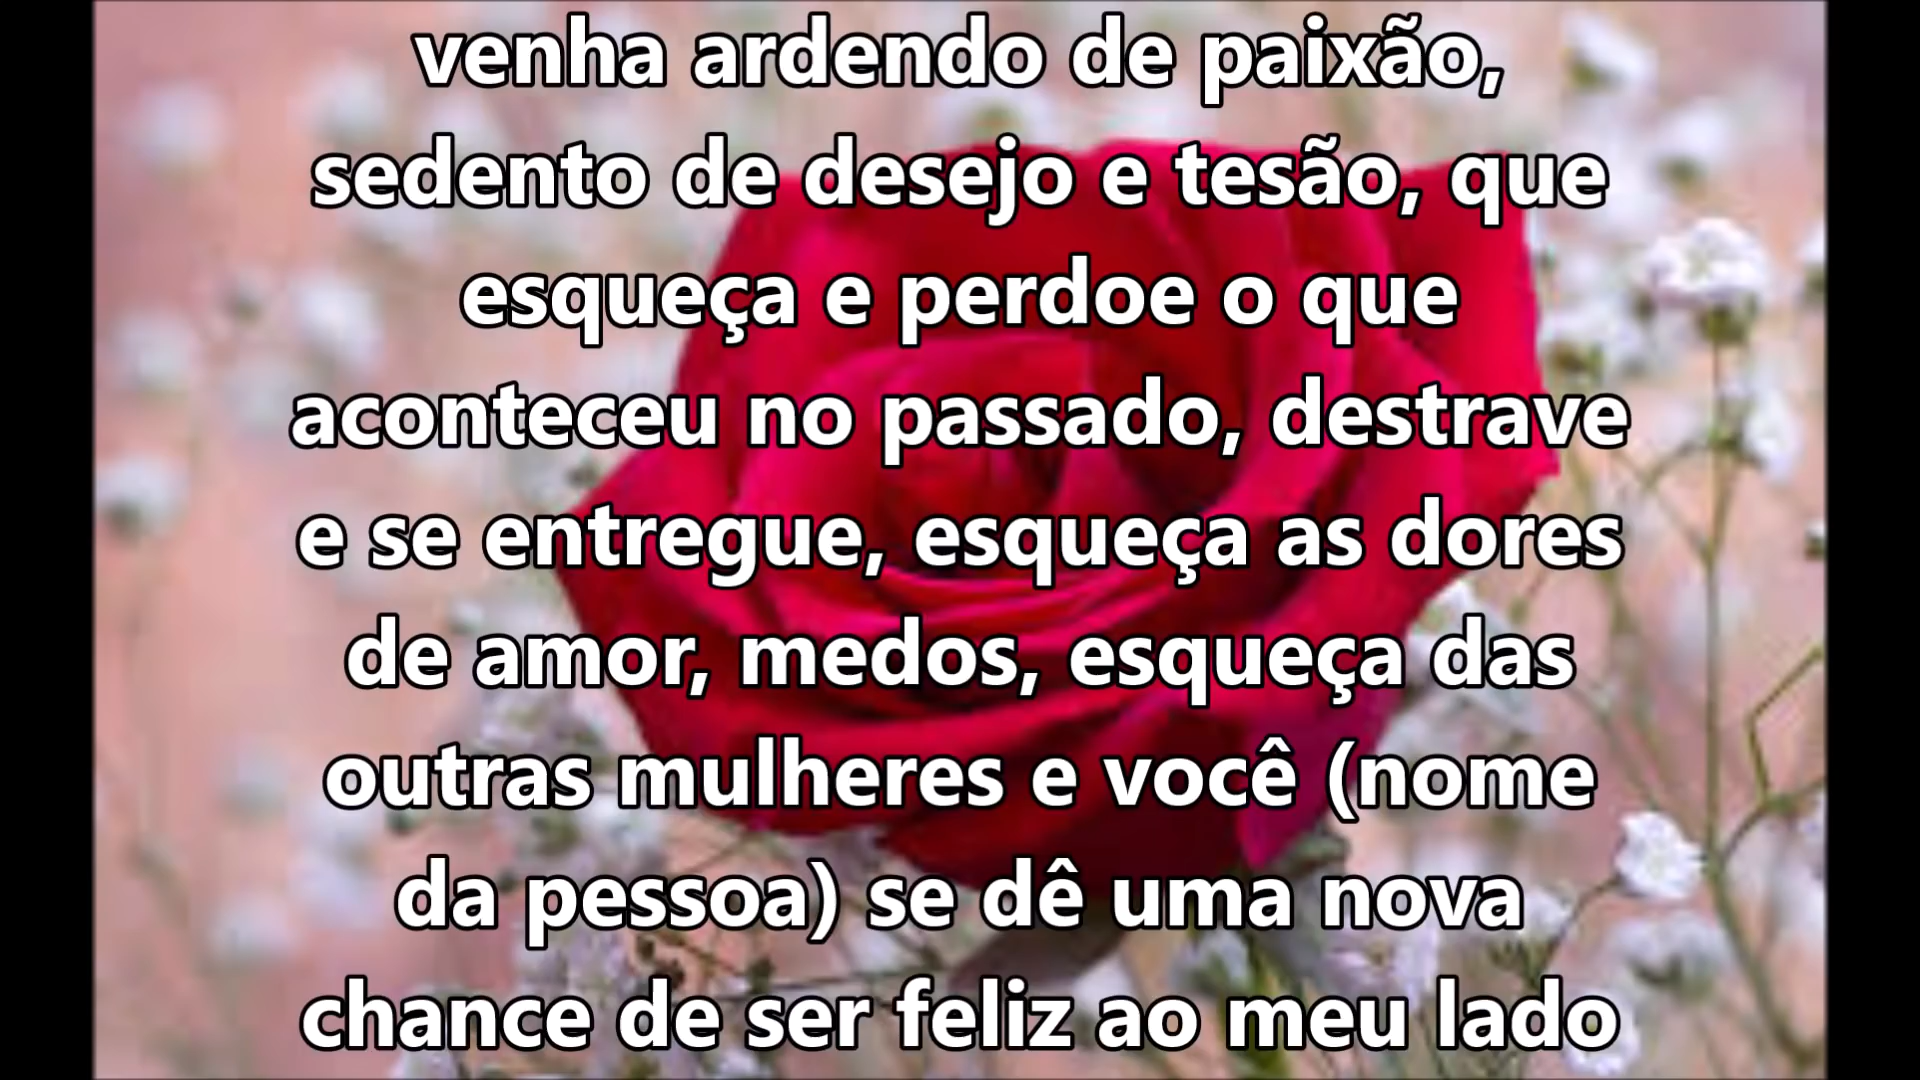 venha ardendo de paixão,
sedento de desejo e tesão, que
esqueça e perdoe o que
aconteceu no passado, destrave
e se entregue, esqueça as dores
de amor, medos, esqueça das
outras mulheres e você (nome
da pessoa) se dê uma nova
chance de ser feliz ao meu lado